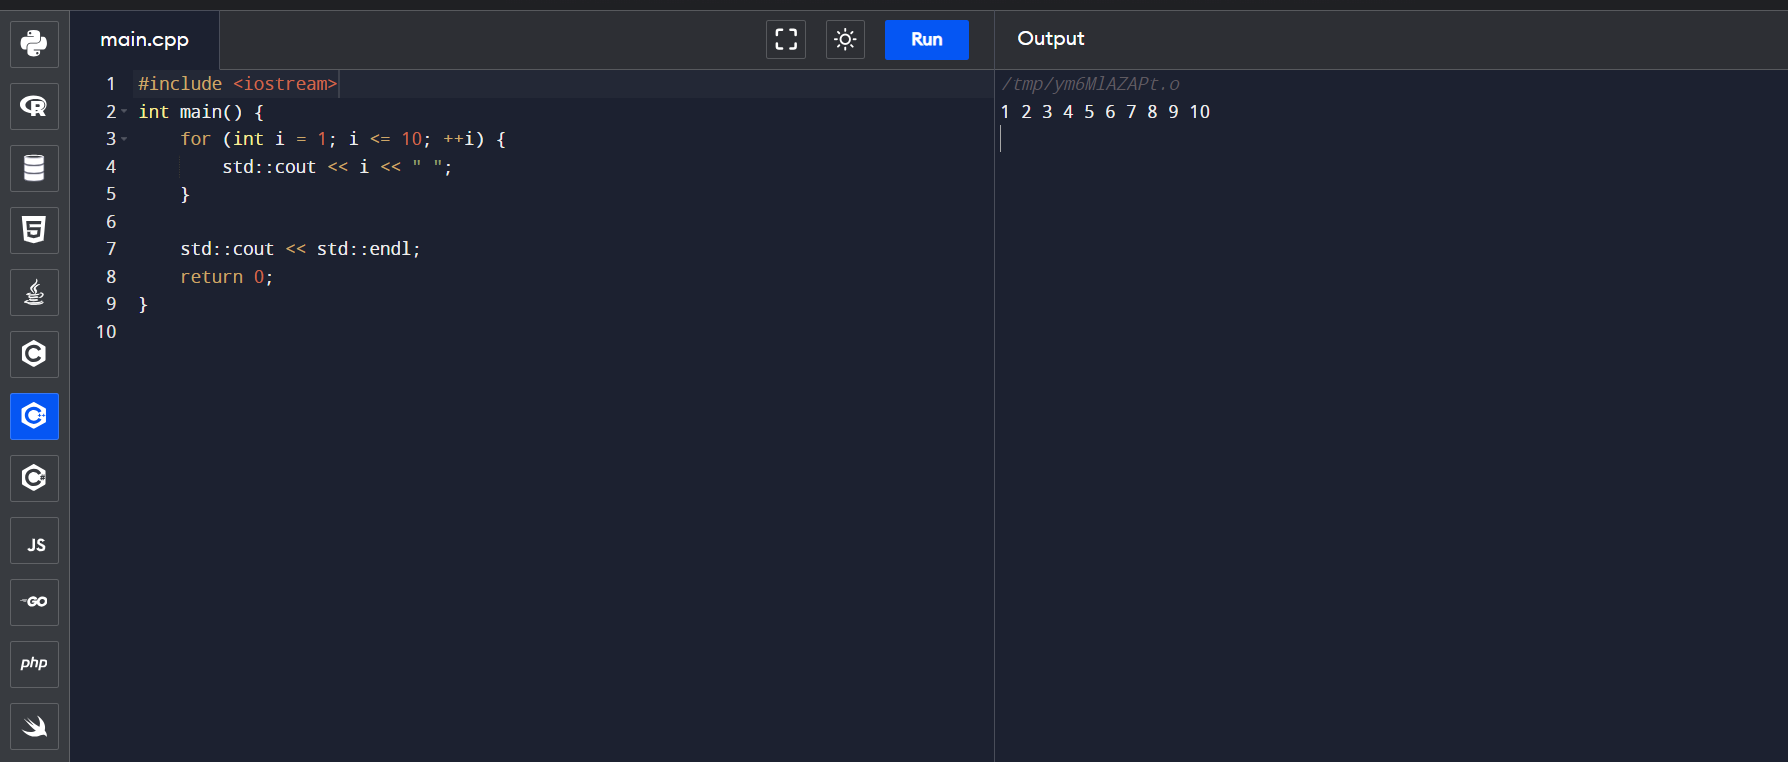 main.cpp
Run
Output
1 #include <iostream>
2 int main() {
3     for (int i = 1; i <= 10; ++i) {
4         std::cout << i << " ";
5     }
6
7     std::cout << std::endl;
8     return 0;
9 }
10
/tmp/ym6MlAZAPt.o
1 2 3 4 5 6 7 8 9 10
R
5
C
C++
C#
JS
GO
php